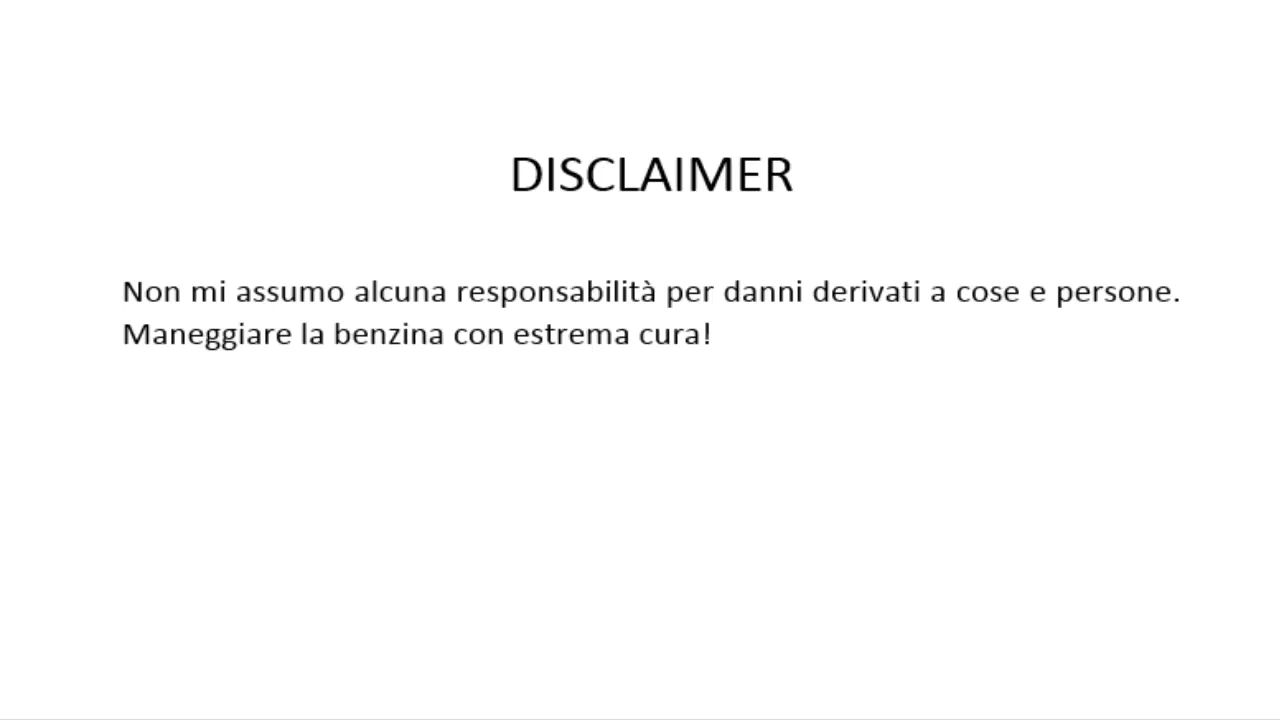 DISCLAIMER
Non mi assumo alcuna responsabilità per danni derivati a cose e persone.
Maneggiare la benzina con estrema cura!